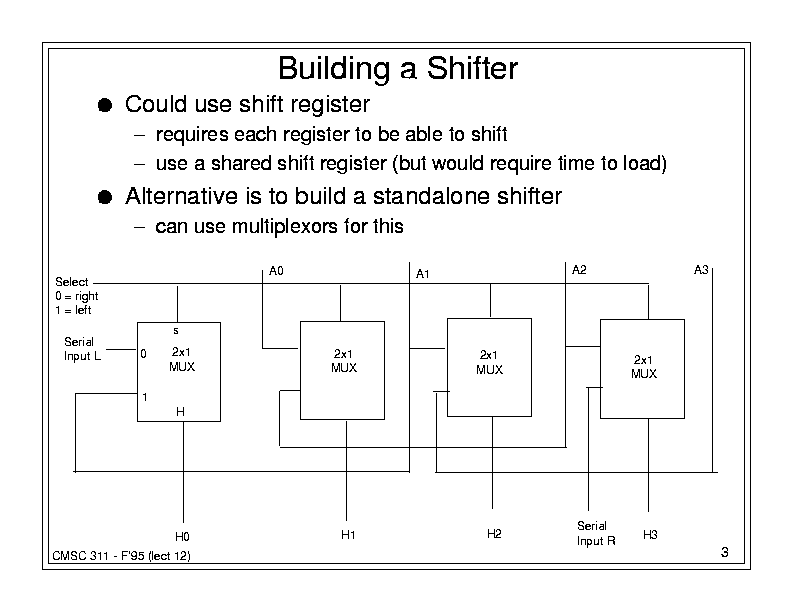 Building a Shifter
● Could use shift register
– requires each register to be able to shift
– use a shared shift register (but would require time to load)
● Alternative is to build a standalone shifter
– can use multiplexors for this
A0
A1
A2
A3
Select
0 = right
1 = left
Serial
Input L
s
0
2x1
MUX
1
H
2x1
MUX
2x1
MUX
2x1
MUX
H0
H1
H2
Serial
Input R
H3
CMSC 311 - F'95 (lect 12)
3